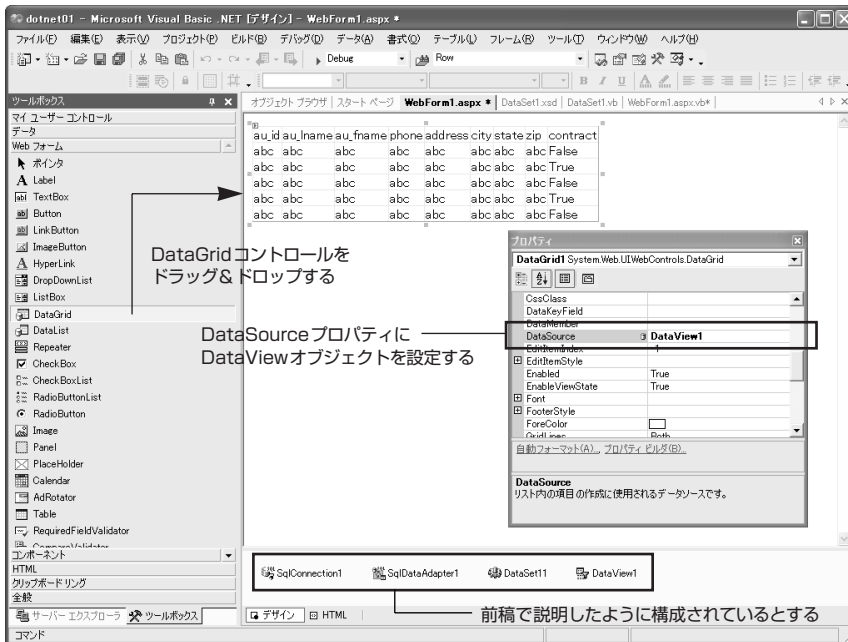 dotnet01 - Microsoft Visual Basic .NET [デザイン] - WebForm1.aspx *
ファイル(F) 編集(E) 表示(V) プロジェクト(P) ビルド(B) デバッグ(D) データ(A) 書式(O) テーブル(L) フレーム(R) ツール(T) ウィンドウ(W) ヘルプ(H)
Debug Row
B I U A
ツールボックス
オブジェクト ブラウザ スタート ページ WebForm1.aspx * DataSet1.xsd DataSet1.vb WebForm1.aspx.vb*
マイ ユーザー コントロール
データ
Web フォーム
ポインタ
A Label
abl TextBox
ab Button
ab LinkButton
ImageButton
A HyperLink
DropDownList
ListBox
DataGrid
DataList
Repeater
CheckBox
CheckBoxList
RadioButtonList
RadioButton
Image
Panel
PlaceHolder
Calendar
AdRotator
Table
RequiredFieldValidator
CompareValidator
コンポーネント
HTML
クリップボード リング
全般
サーバー エクスプローラ ツールボックス
コマンド
au_id au_lname au_fname phone address city state zip contract
abc abc abc abc abc abc abc abc False
abc abc abc abc abc abc abc abc True
abc abc abc abc abc abc abc abc False
abc abc abc abc abc abc abc abc True
abc abc abc abc abc abc abc abc False
DataGridコントロールを
ドラッグ&ドロップする
DataSourceプロパティに
DataViewオブジェクトを設定する
プロパティ
DataGrid1 System.Web.UI.WebControls.DataGrid
CssClass
DataKeyField
DataMember
DataSource DataView1
EditItemIndex -1
EditItemStyle
Enabled True
EnableViewState True
Font
FooterStyle
ForeColor
GridLines Both
自動フォーマット(A)..., プロパティ ビルダ(B)...
DataSource
リスト内の項目の作成に使用されるデータソースです。
SqlConnection1 SqlDataAdapter1 DataSet11 DataView1
デザイン HTML
前稿で説明したように構成されているとする